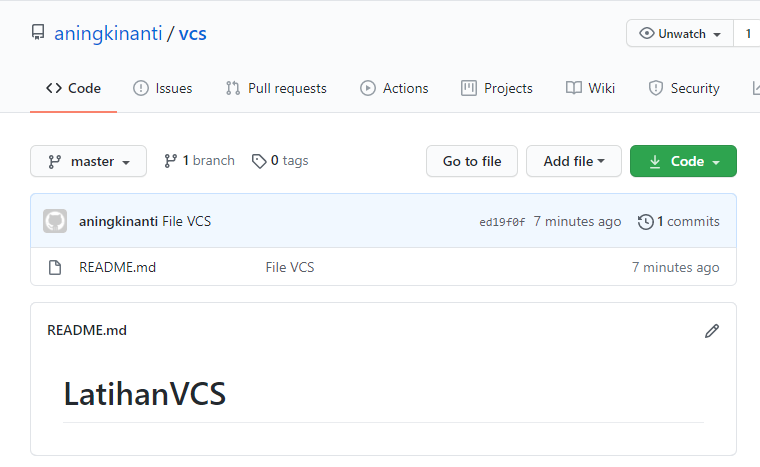 aningkinanti / vcs
Unwatch 1
Code Issues Pull requests Actions Projects Wiki Security
master 1 branch 0 tags Go to file Add file Code
aningkinanti File VCS ed19f0f 7 minutes ago 1 commits
README.md File VCS 7 minutes ago
README.md
LatihanVCS